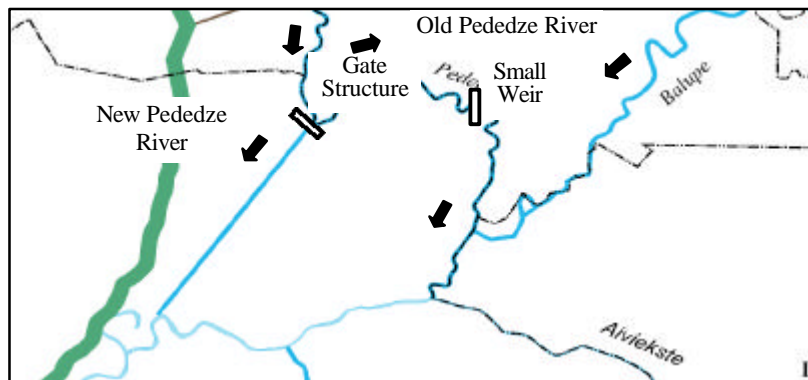 Old Pededze River
Gate
Structure
Pede
Small
Weir
Balupe
New Pededze
River
Aiviekste